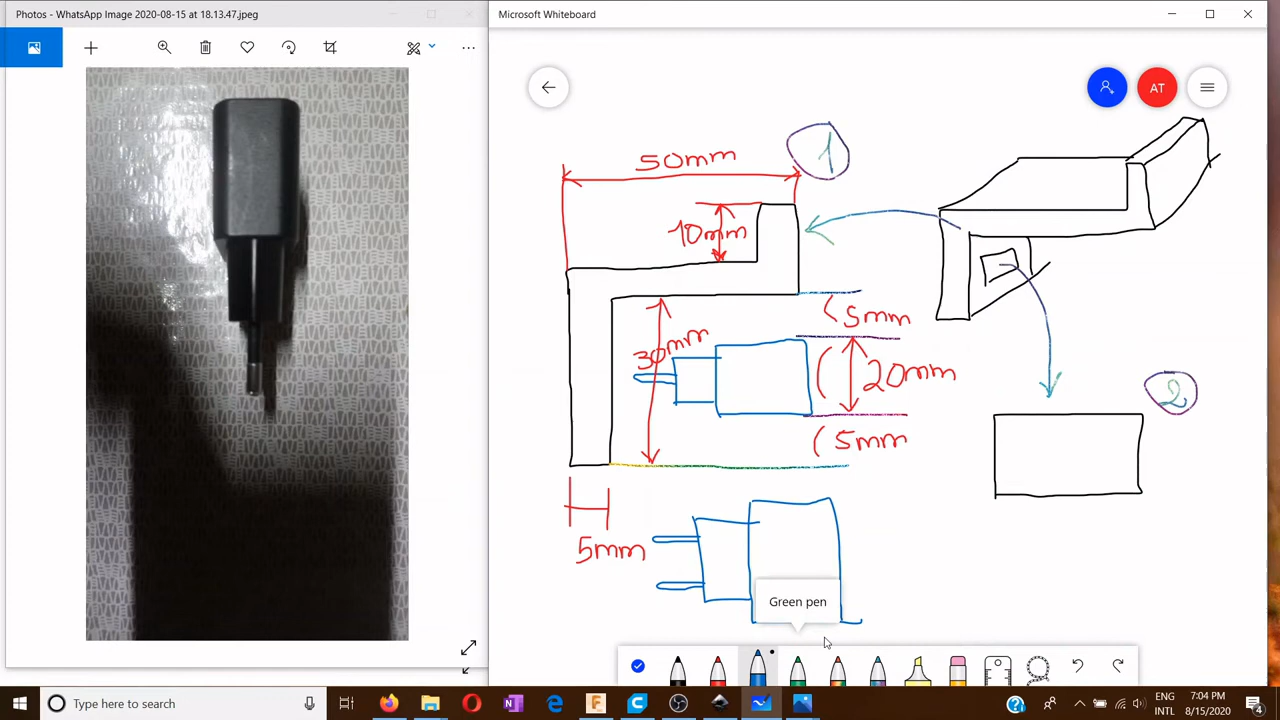 Photos - WhatsApp Image 2020-08-15 at 18.13.47.jpeg
Microsoft Whiteboard
AT
1
50mm
10mm
5mm
30mm
20mm
5mm
2
5mm
Green pen
Type here to search
ENG
INTL
7:04 PM
8/15/2020
4